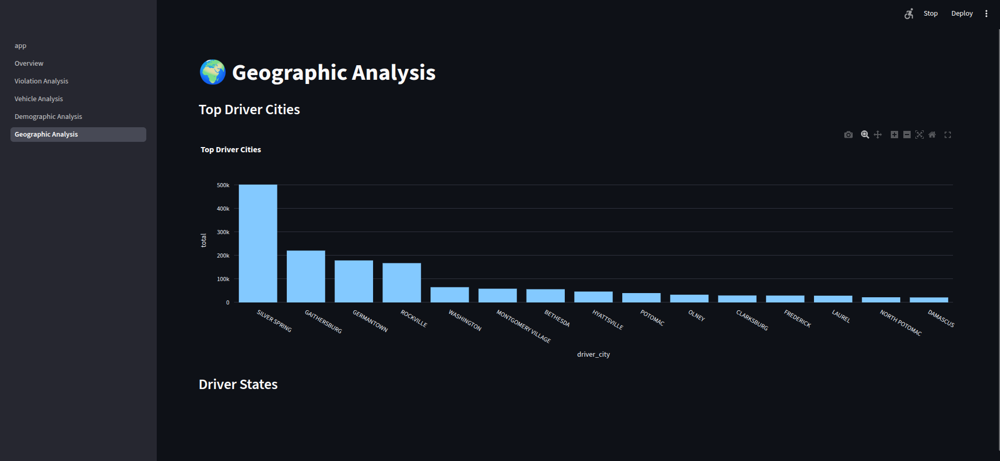 Stop Deploy
app
Overview
Violation Analysis
Vehicle Analysis
Demographic Analysis
Geographic Analysis
Geographic Analysis
Top Driver Cities
Top Driver Cities
500k
400k
300k
200k
100k
0
total
SILVER SPRING
GAITHERSBURG
GERMANTOWN
ROCKVILLE
WASHINGTON
MONTGOMERY VILLAGE
BETHESDA
HYATTSVILLE
POTOMAC
OLNEY
CLARKSBURG
FREDERICK
LAUREL
NORTH POTOMAC
DAMASCUS
driver_city
Driver States